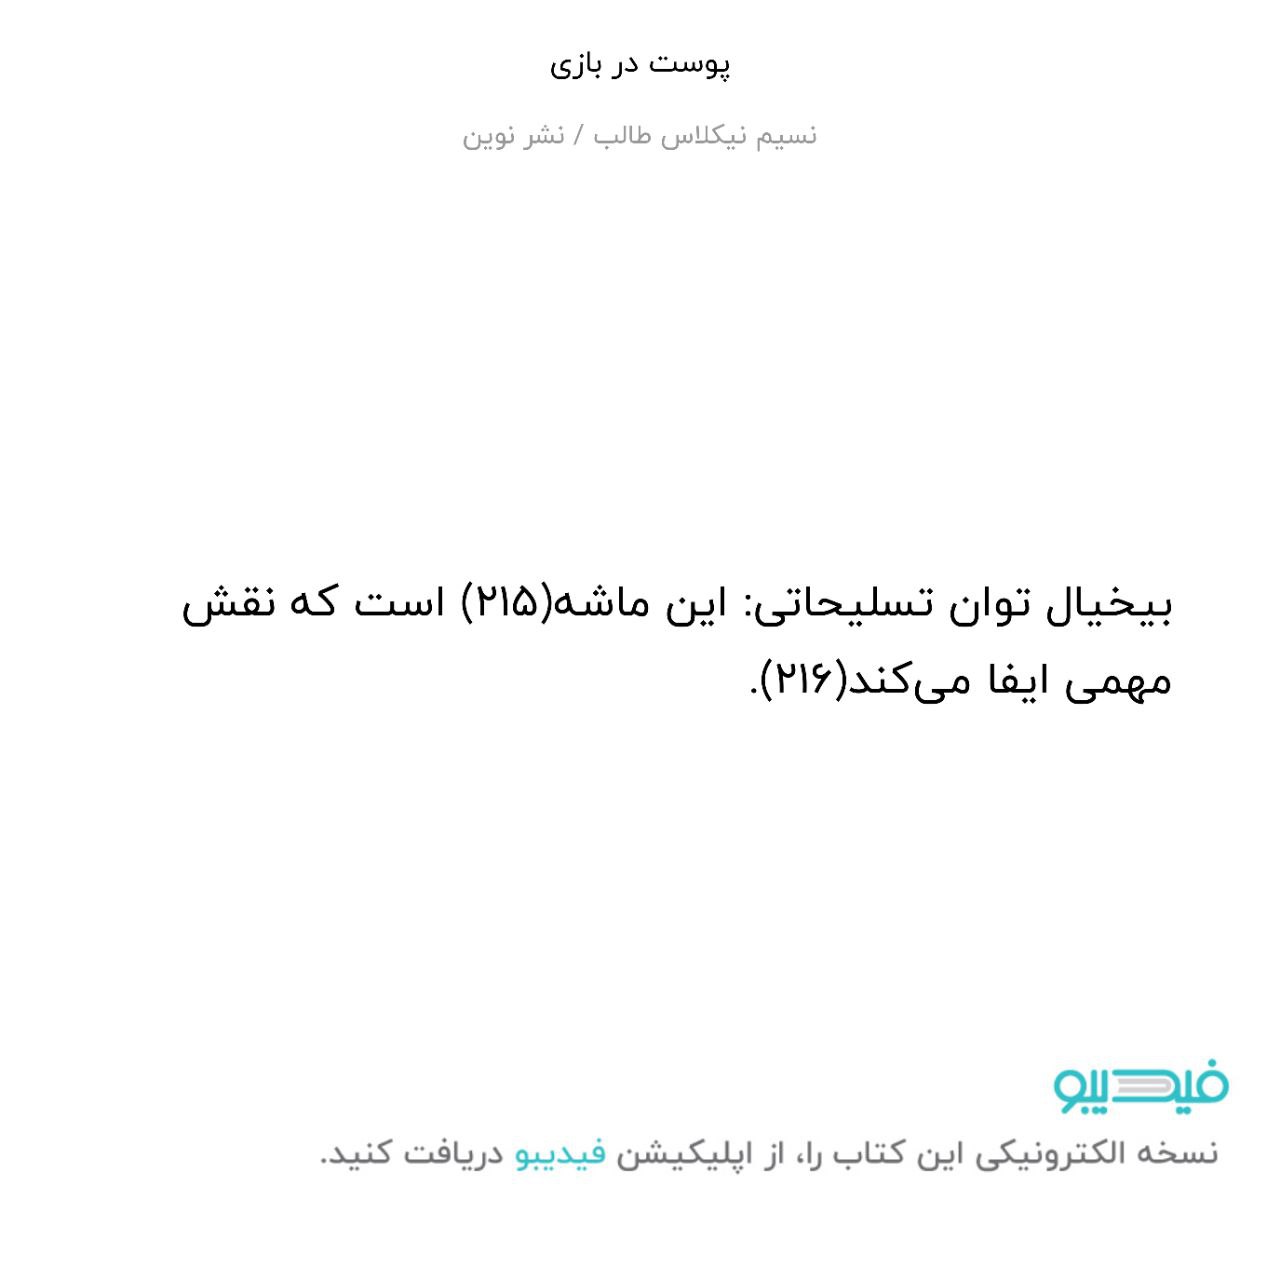 پوست در بازی
نسیم نیکلاس طالب / نشر نوین
بیخیال توان تسلیحاتی: این ماشه(۲۱۵) است که نقش
مهمی ایفا می‌کند(۲۱۶).
فیدیبو
نسخه الکترونیکی این کتاب را، از اپلیکیشن فیدیبو دریافت کنید.